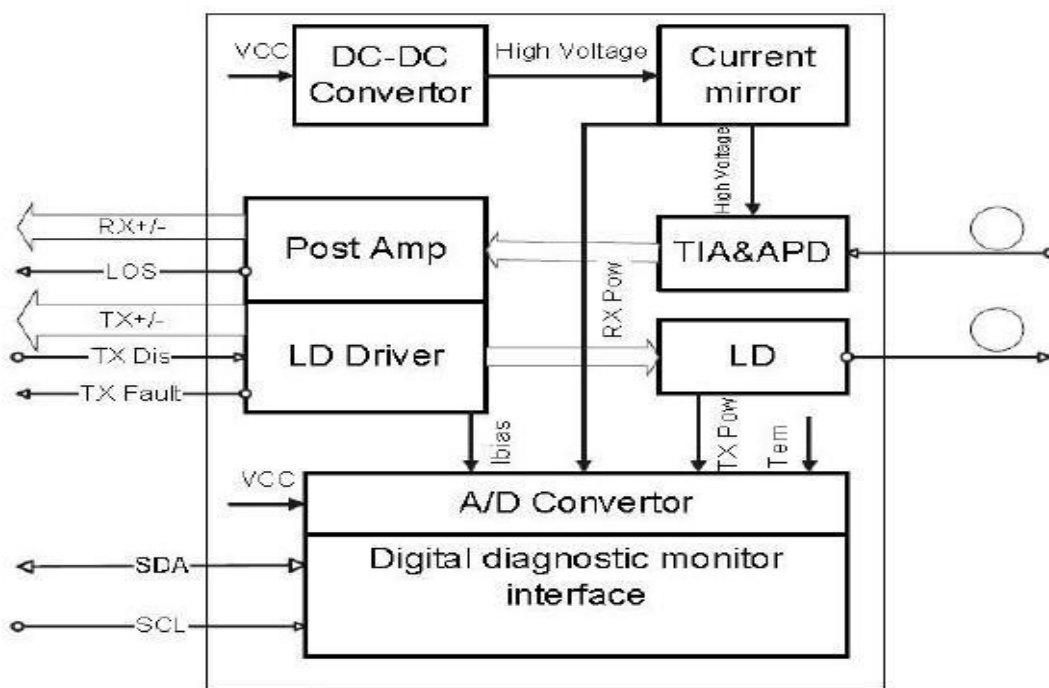 VCC
DC-DC
Convertor
High Voltage
Current
mirror
High Voltage
RX+/-
Post Amp
TIA&APD
LOS
RX Pow
TX+/-
TX Dis
LD Driver
LD
TX Fault
Ibias
TX Pow
Tem
VCC
A/D Convertor
SDA
Digital diagnostic monitor
interface
SCL